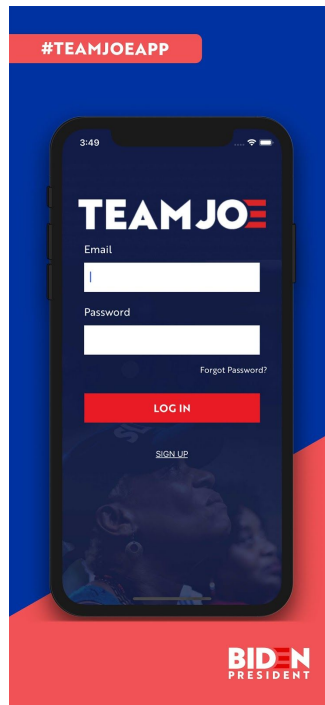 #TEAMJOEAPP
3:49
TEAMJOE
Email
Password
Forgot Password?
LOG IN
SIGN UP
BIDEN
PRESIDENT